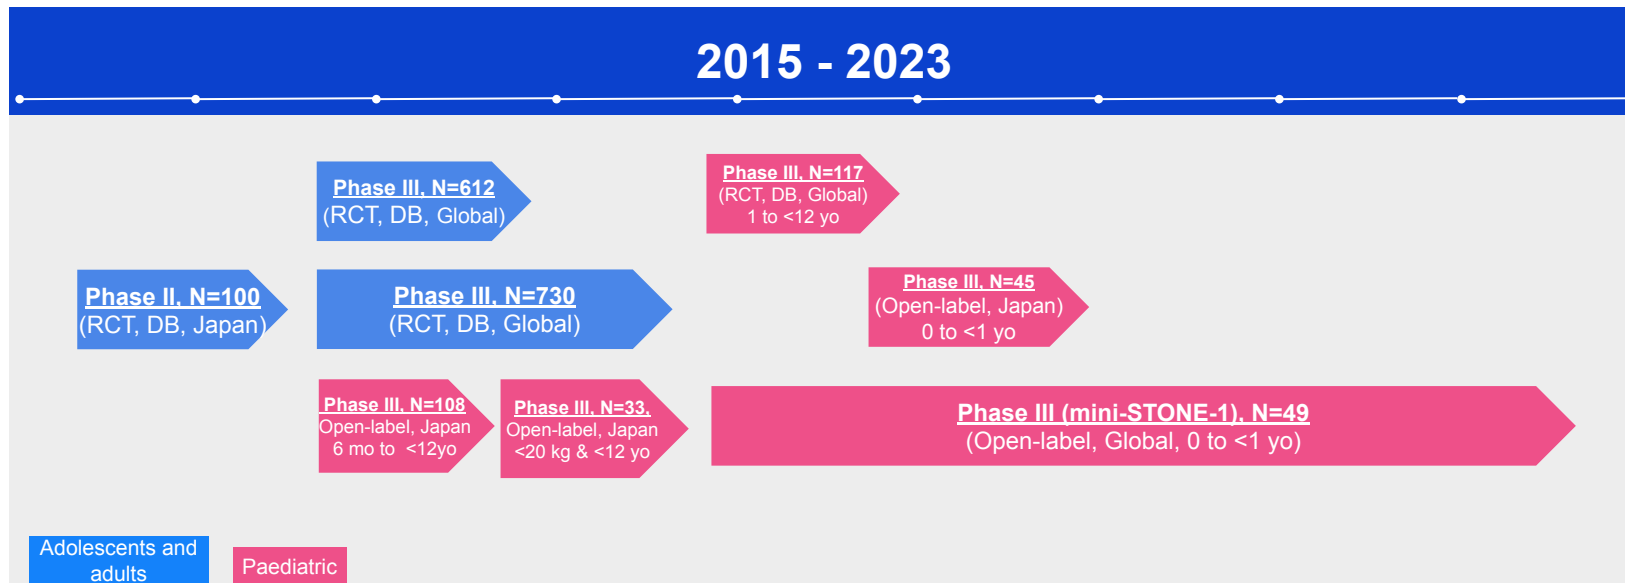 2015 - 2023
Phase III, N=612
(RCT, DB, Global)
Phase III, N=117
(RCT, DB, Global)
1 to <12 yo
Phase II, N=100
(RCT, DB, Japan)
Phase III, N=730
(RCT, DB, Global)
Phase III, N=45
(Open-label, Japan)
0 to <1 yo
Phase III, N=108
Open-label, Japan
6 mo to <12yo
Phase III, N=33,
Open-label, Japan
<20 kg & <12 yo
Phase III (mini-STONE-1), N=49
(Open-label, Global, 0 to <1 yo)
Adolescents and
adults
Paediatric